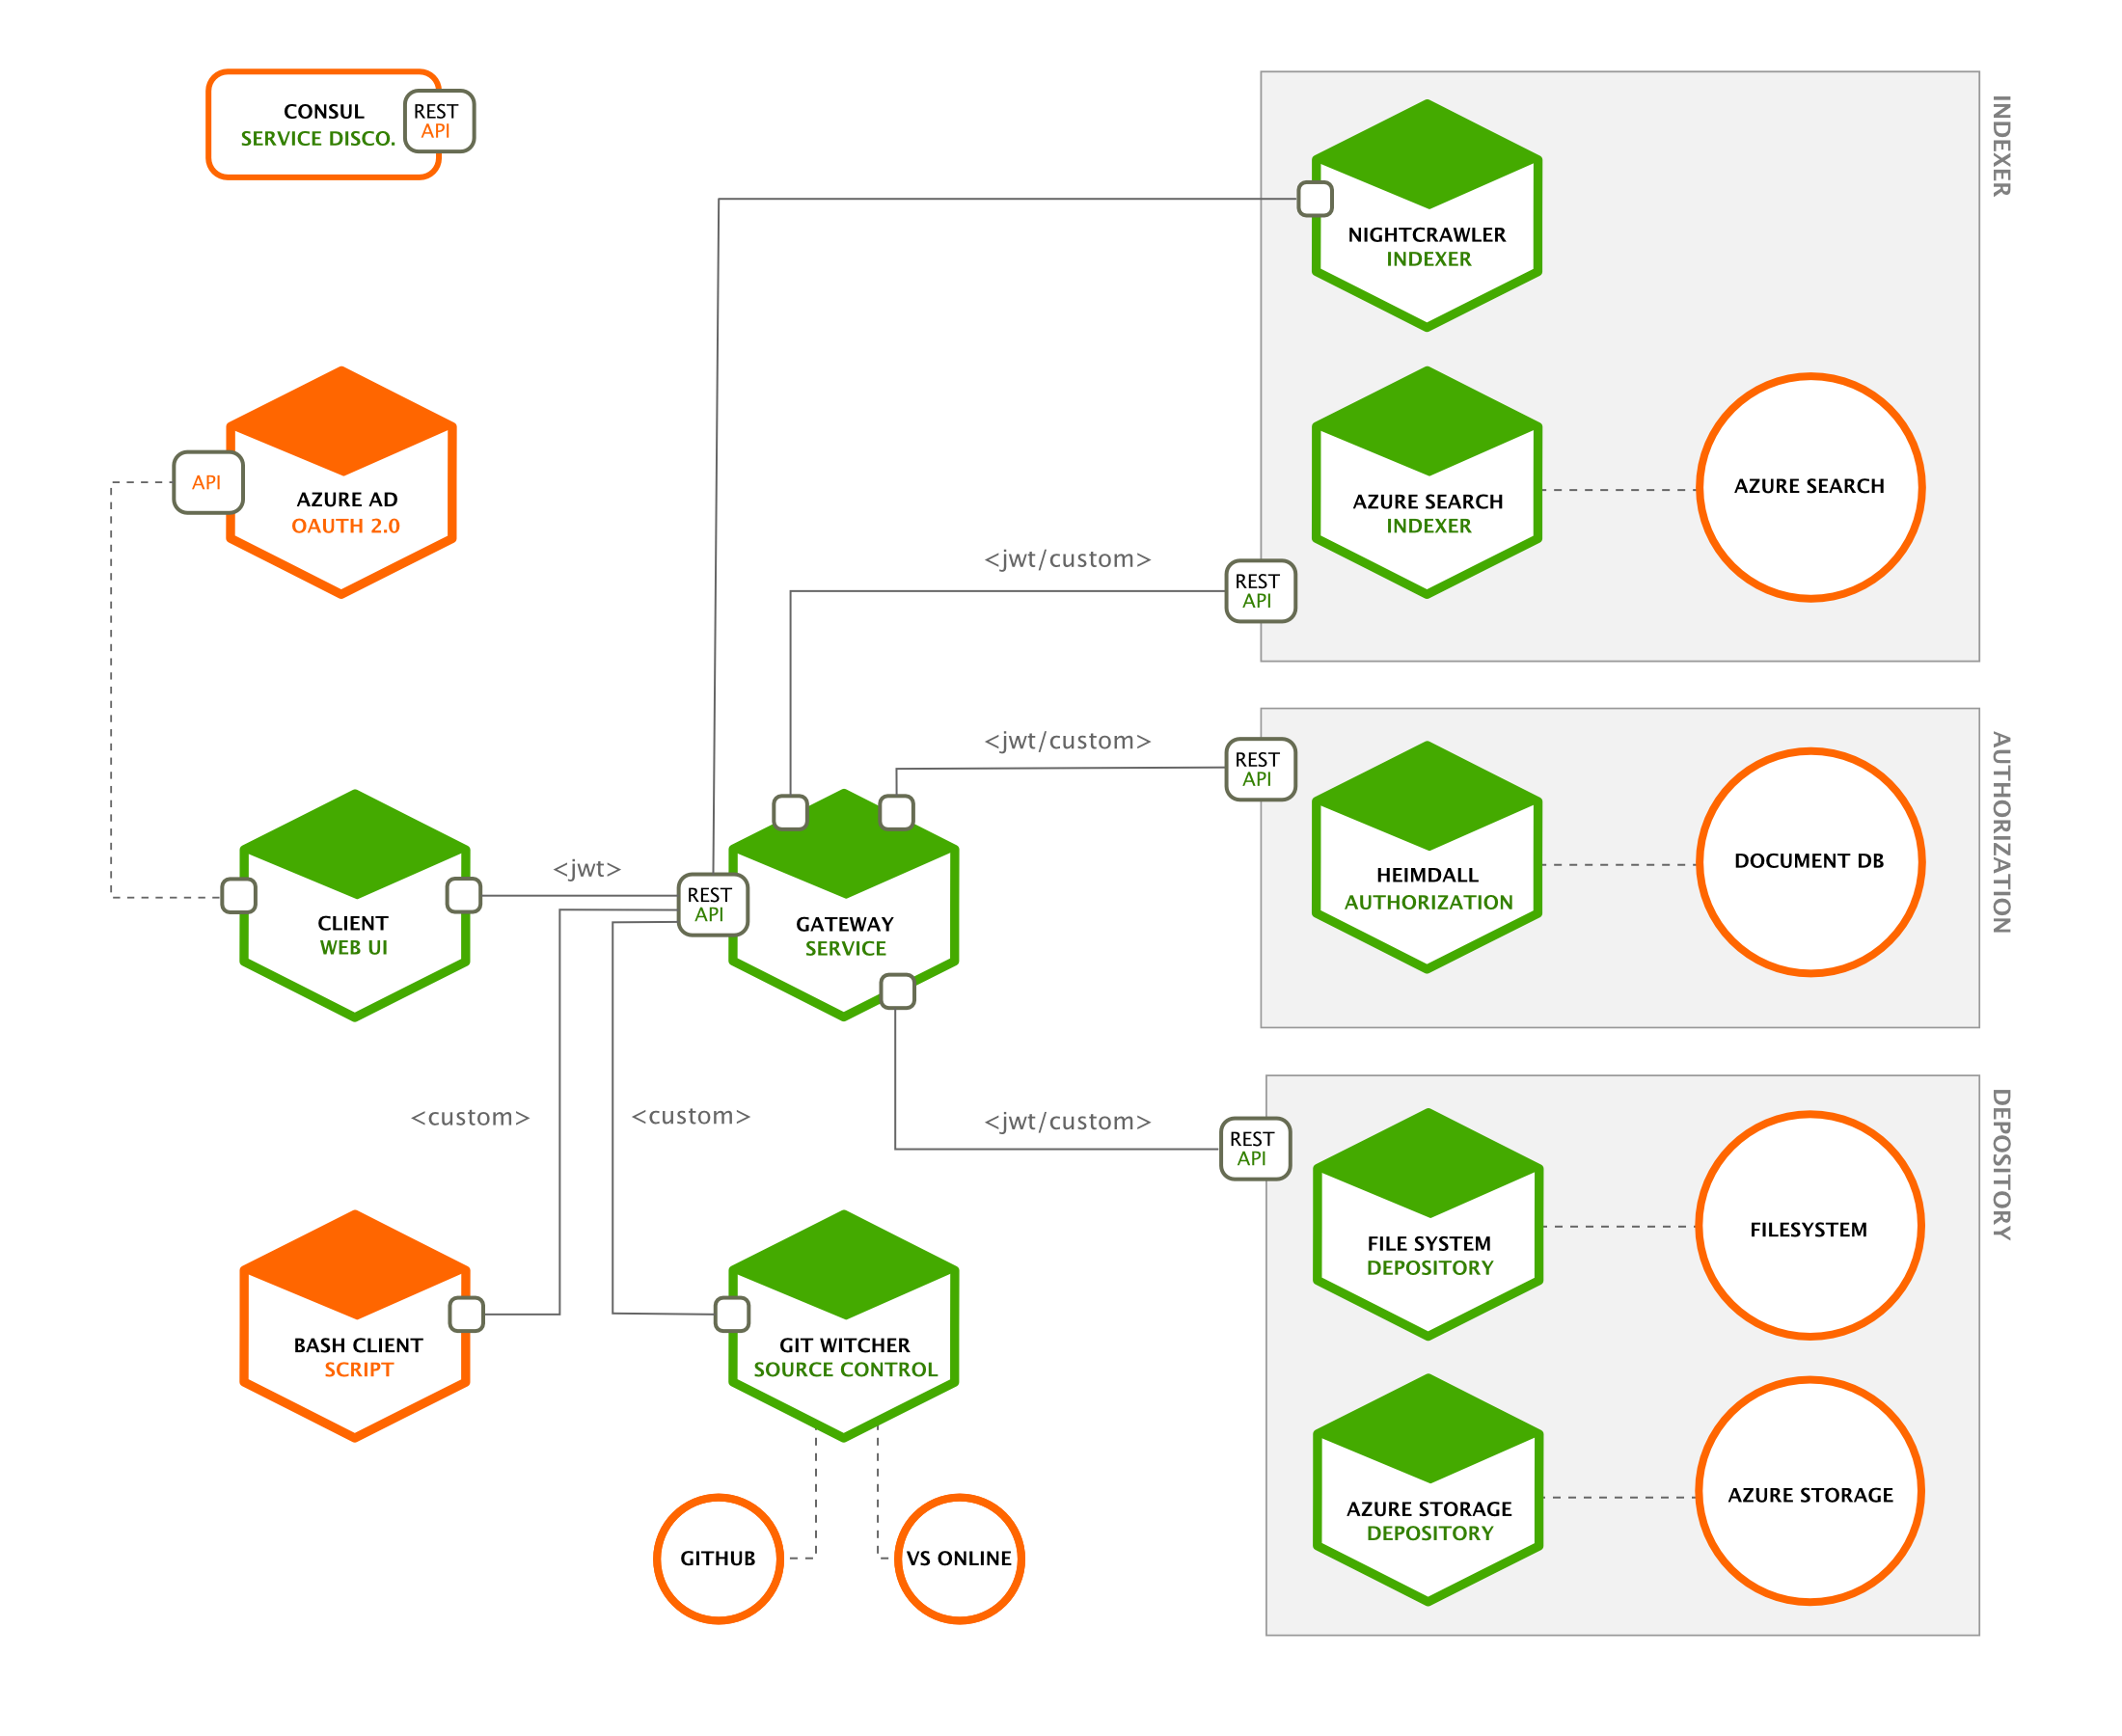 CONSUL
SERVICE DISCO.
REST
API
INDEXER
NIGHTCRAWLER
INDEXER
API
AZURE AD
OAUTH 2.0
AZURE SEARCH
INDEXER
AZURE SEARCH
<jwt/custom>
REST
API
<jwt/custom>
REST
API
AUTHORIZATION
HEIMDALL
AUTHORIZATION
DOCUMENT DB
<jwt>
REST
API
CLIENT
WEB UI
GATEWAY
SERVICE
<custom>
<custom>
<jwt/custom>
REST
API
DEPOSITORY
FILE SYSTEM
DEPOSITORY
FILESYSTEM
BASH CLIENT
SCRIPT
GIT WITCHER
SOURCE CONTROL
AZURE STORAGE
DEPOSITORY
AZURE STORAGE
GITHUB
VS ONLINE